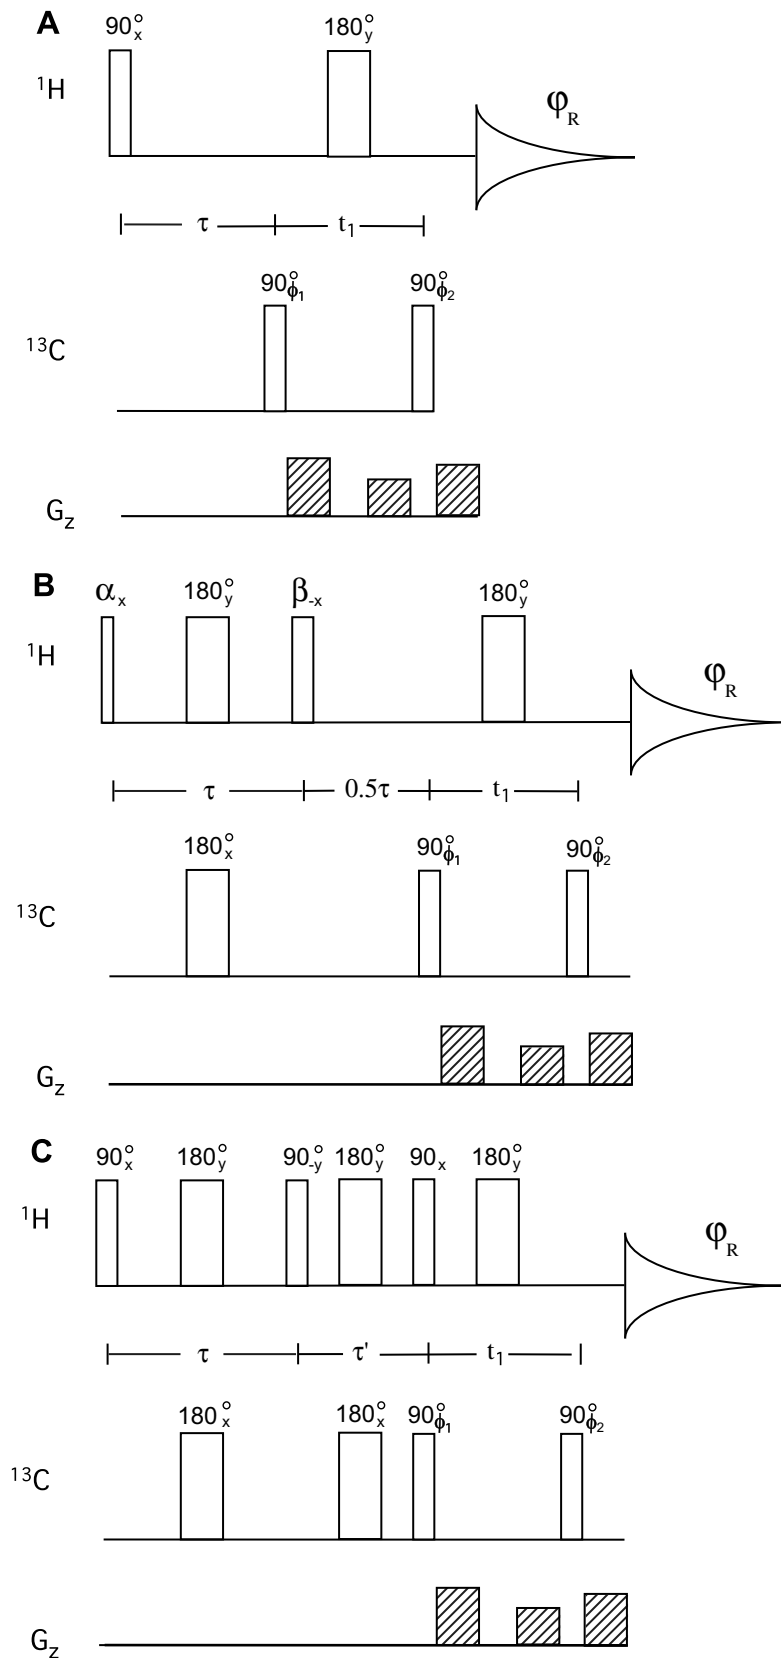 A
90°x 180°y
¹H
φR
τ t₁
90°ϕ₁ 90°ϕ₂
¹³C
Gz
B
αx 180°y β-x 180°y
¹H
φR
τ 0.5τ t₁
180°x 90°ϕ₁ 90°ϕ₂
¹³C
Gz
C
90°x 180°y 90°-y 180°y 90x 180°y
¹H
φR
τ τ' t₁
180°x 180°x 90°ϕ₁ 90°ϕ₂
¹³C
Gz